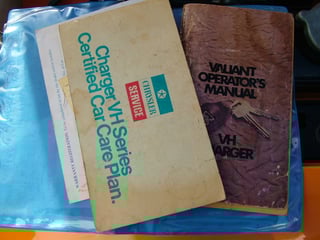 CHRYSLER
SERVICE
Charger VH Series
Certified Car Care Plan.
VALIANT
OPERATOR'S
MANUAL
VH
CHARGER